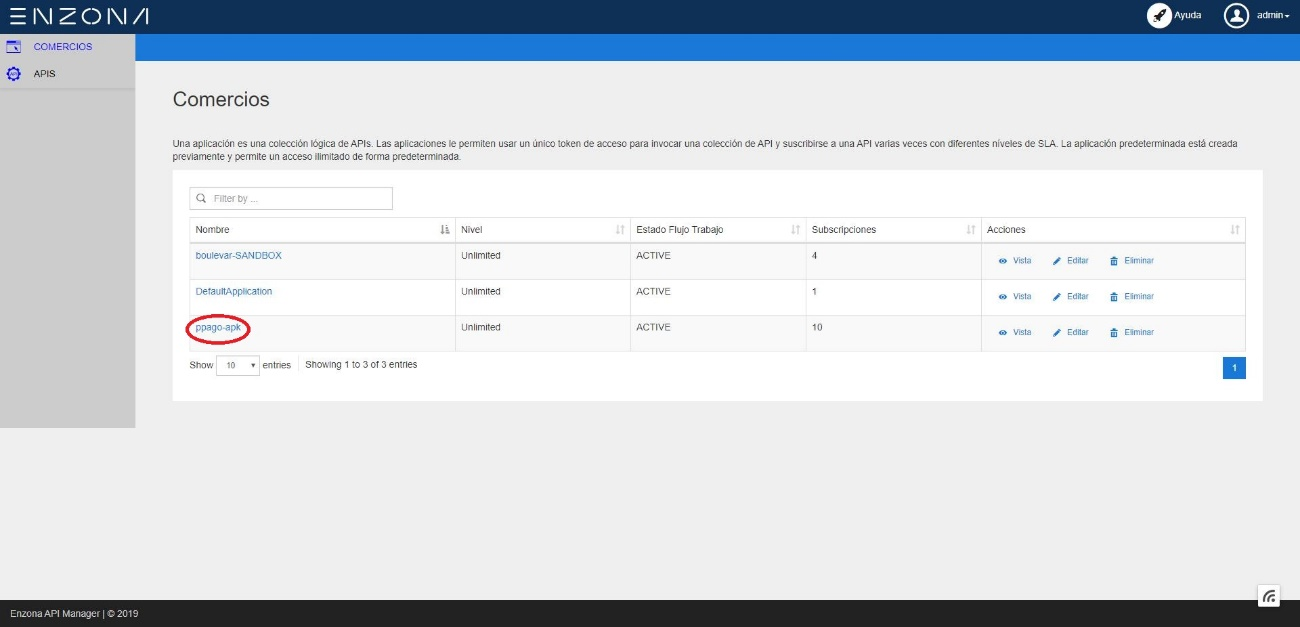 ENZONA
Ayuda
admin
COMERCIOS
APIS
Comercios
Una aplicación es una colección lógica de APIs. Las aplicaciones le permiten usar un único token de acceso para invocar una colección de API y suscribirse a una API varias veces con diferentes níveles de SLA. La aplicación predeterminada está creada
previamente y permite un acceso ilimitado de forma predeterminada.
Filter by ...
Nombre Nivel Estado Flujo Trabajo Subscripciones Acciones
boulevar-SANDBOX Unlimited ACTIVE 4 Vista Editar Eliminar
DefaultApplication Unlimited ACTIVE 1 Vista Editar Eliminar
ppago-apk Unlimited ACTIVE 10 Vista Editar Eliminar
Show 10 entries Showing 1 to 3 of 3 entries 1
Enzona API Manager | © 2019